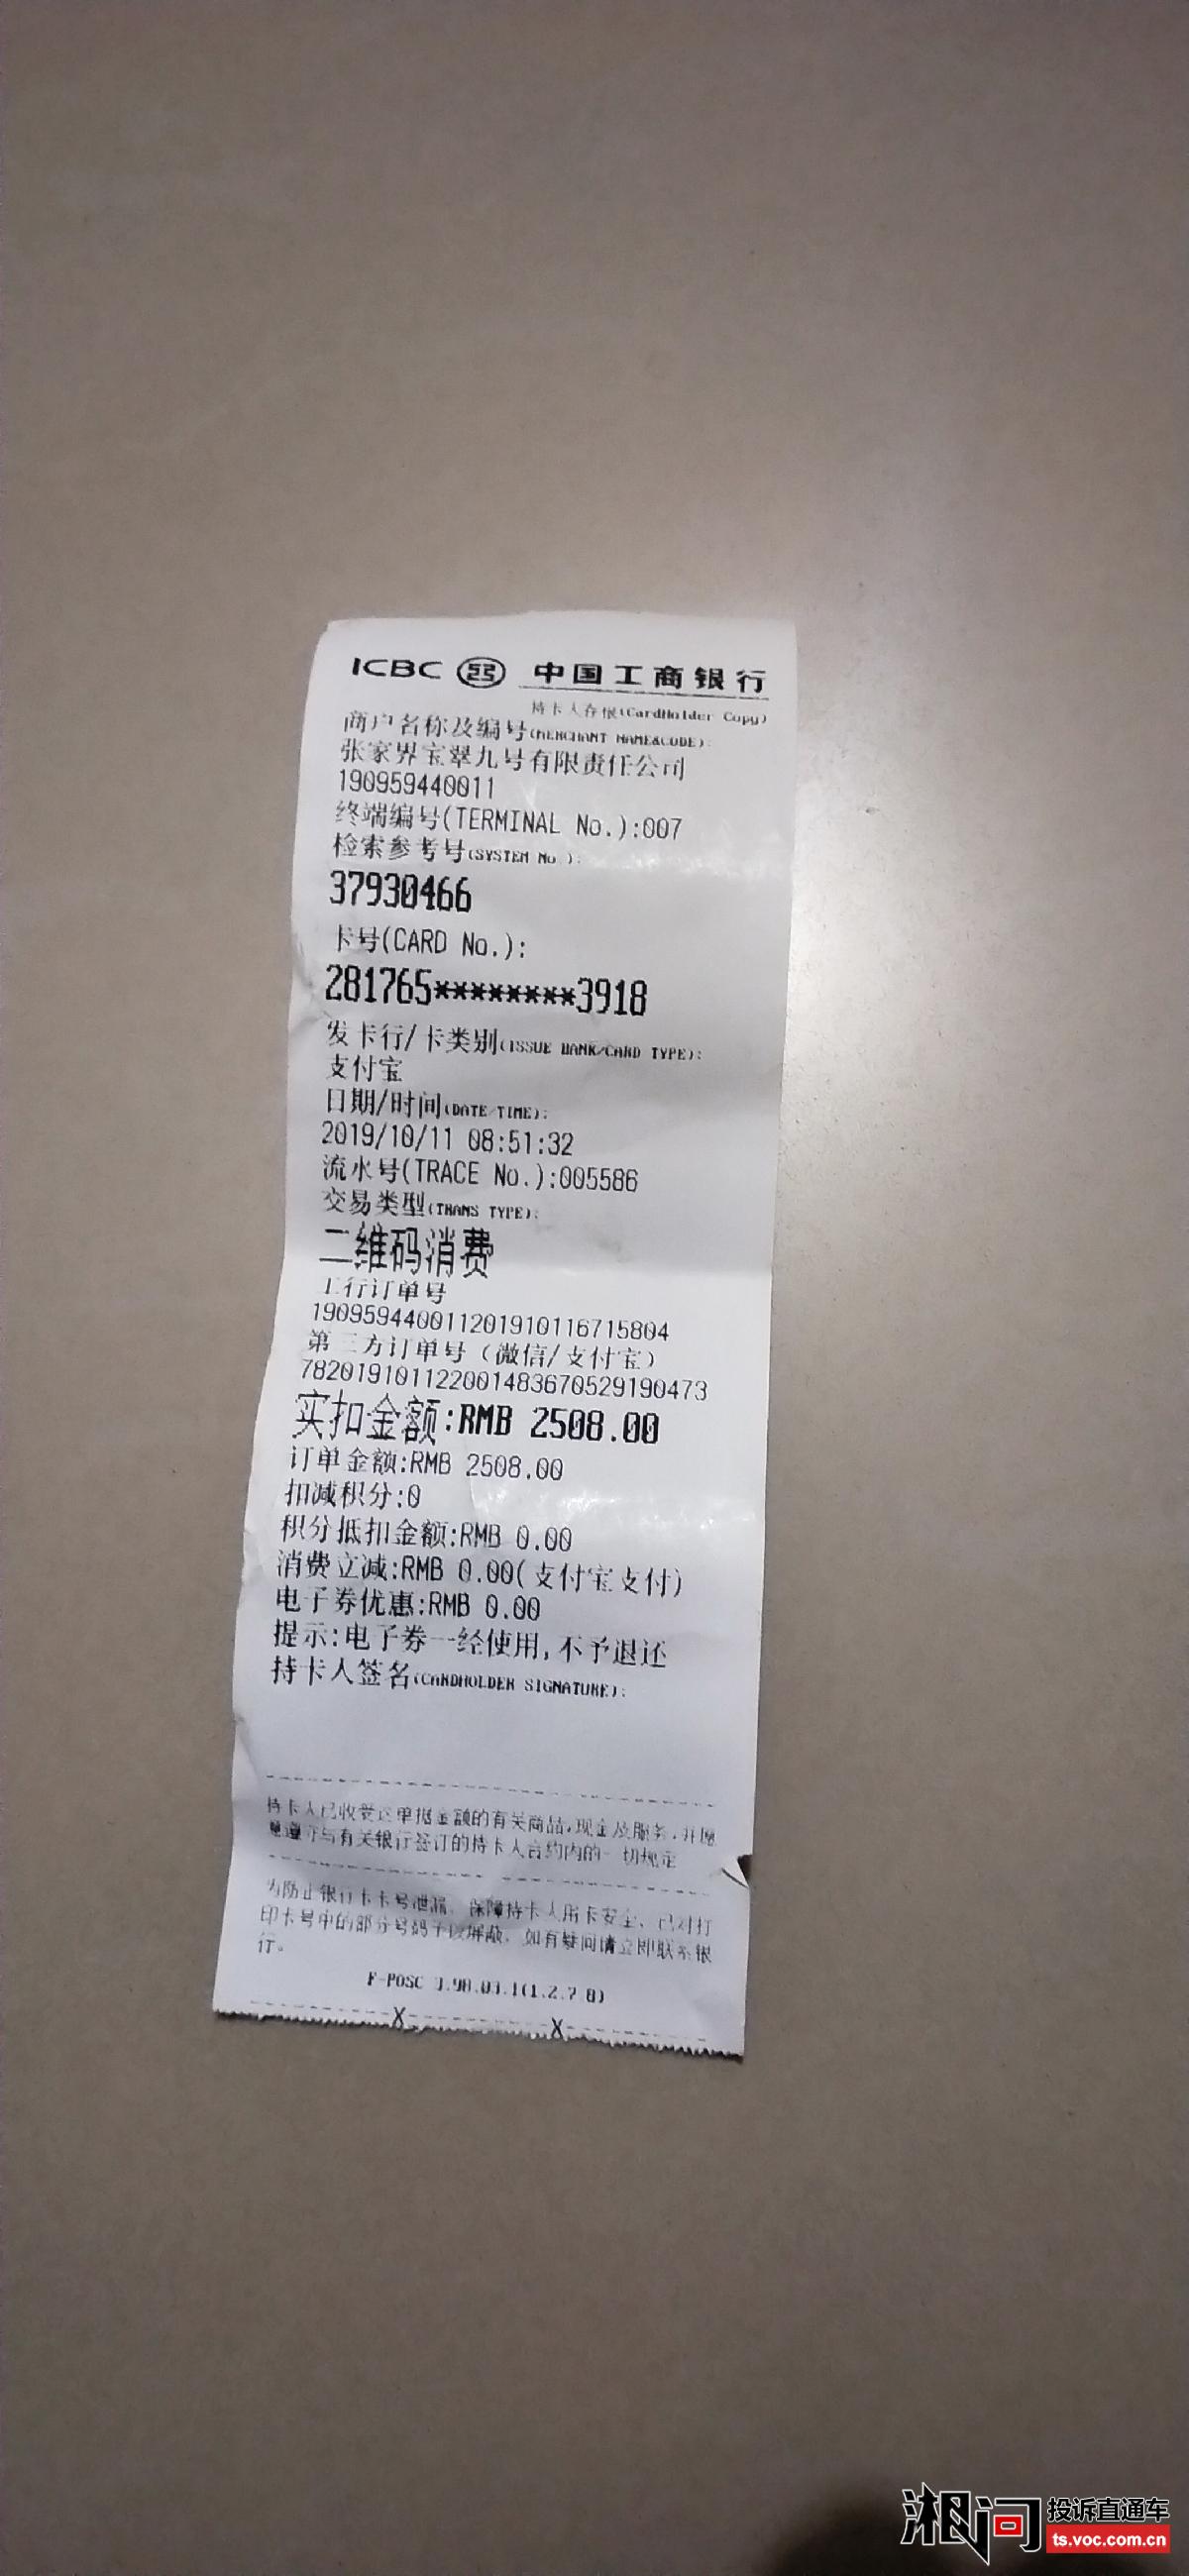 ICBC 中国工商银行
持卡人存根(CardHolder Copy)
商户名称及编号(MERCHANT NAME&CODE):
张家界宝翠九号有限责任公司
190959440011
终端编号(TERMINAL No.):007
检索参考号(SYSTEM No.):
37930466
卡号(CARD No.):
281765********3918
发卡行/卡类别(ISSUE BANK/CARD TYPE):
支付宝
日期/时间(DATE/TIME):
2019/10/11 08:51:32
流水号(TRACE No.):005586
交易类型(TRANS TYPE):
二维码消费
工行订单号
19095944001120191011671 5804
第三方订单号(微信/支付宝)
782019101122001483670529190473
实扣金额:RMB 2508.00
订单金额:RMB 2508.00
扣减积分:0
积分抵扣金额:RMB 0.00
消费立减:RMB 0.00(支付宝支付)
电子券优惠:RMB 0.00
提示:电子券一经使用,不予退还
持卡人签名(CARDHOLDER SIGNATURE):
持卡人已收妥这单据金额的有关商品,现金及服务,并愿
意遵守与有关银行签订的持卡人合约内的一切规定
为防止银行卡卡号泄漏,保障持卡人用卡安全,已对打
印卡号中的部分号码予以屏蔽,如有疑问请立即联系银
行。
X X
湘问 投诉直通车
ts.voc.com.cn